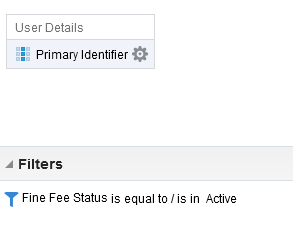 User Details
Primary Identifier
Filters
Fine Fee Status is equal to / is in Active